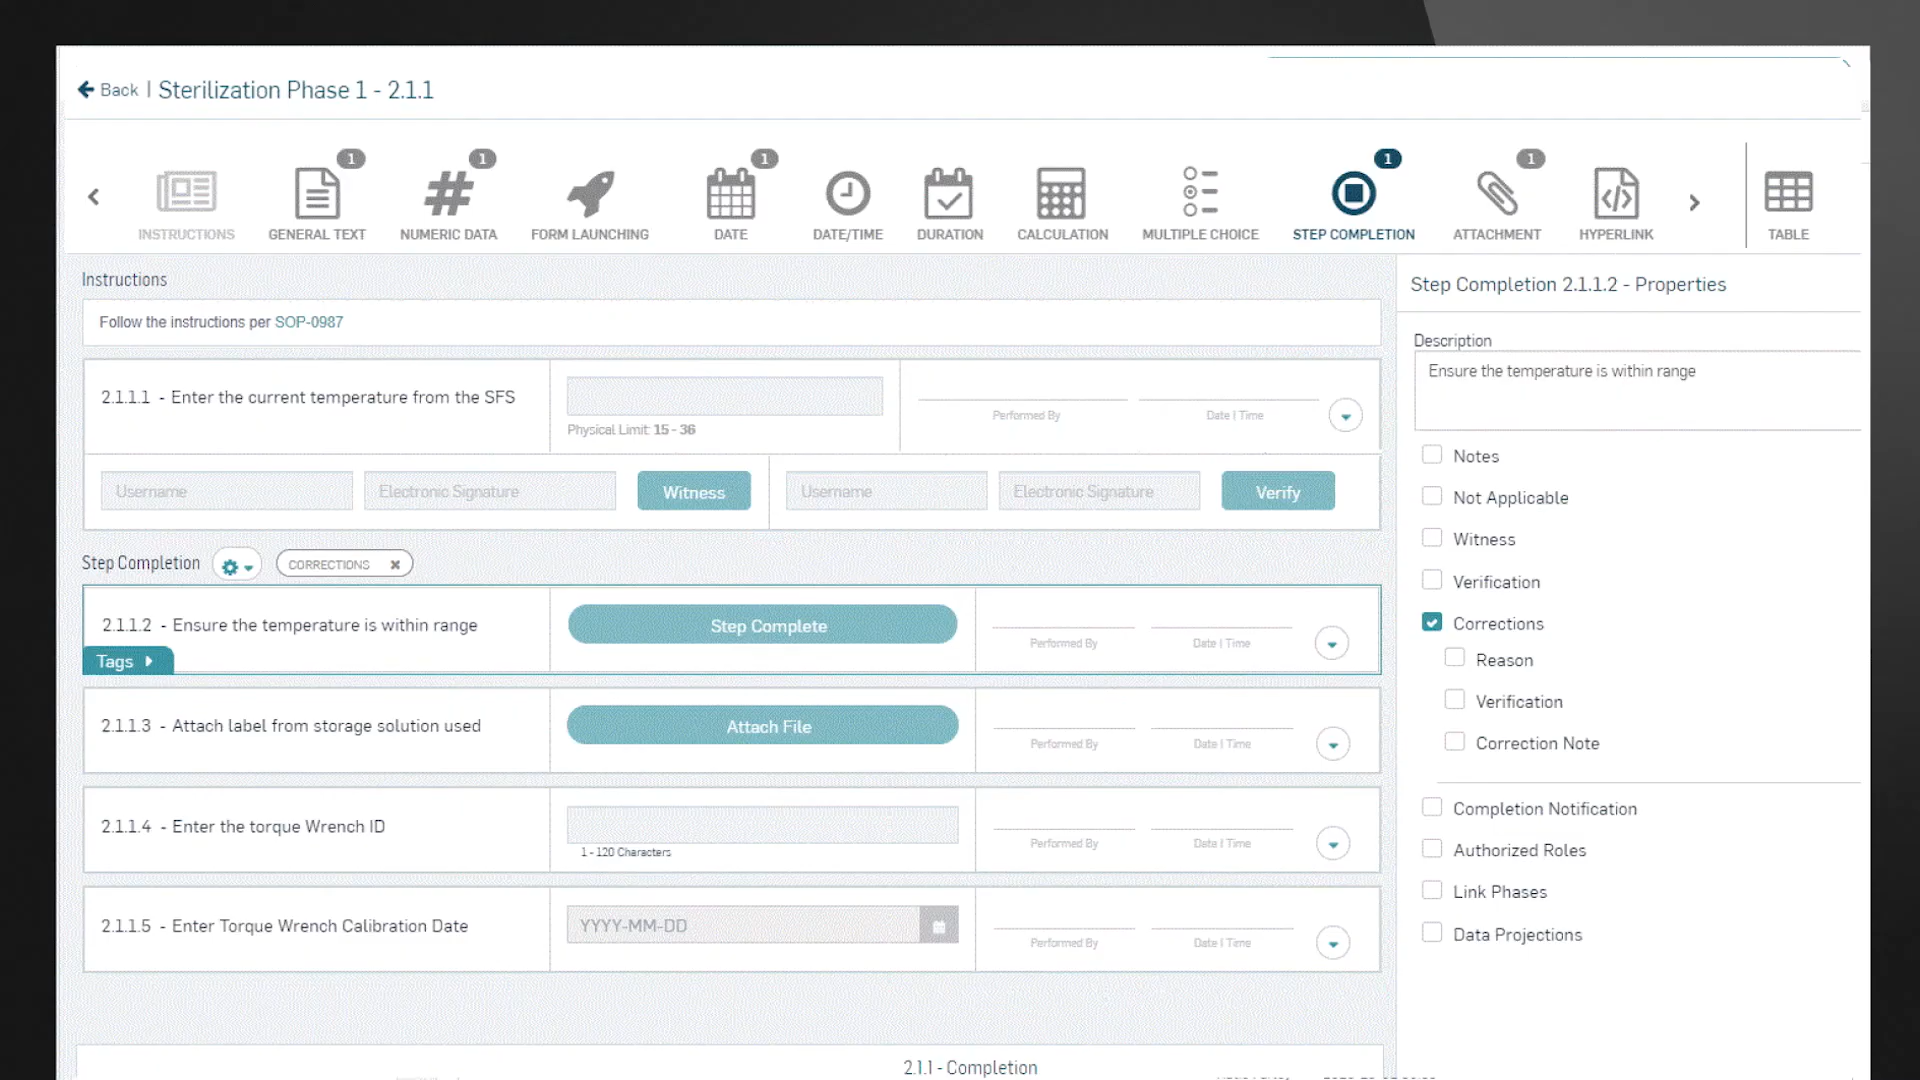 Back | Sterilization Phase 1 - 2.1.1
1 1 1 1 1
INSTRUCTIONS GENERAL TEXT NUMERIC DATA FORM LAUNCHING DATE DATE/TIME DURATION CALCULATION MULTIPLE CHOICE STEP COMPLETION ATTACHMENT HYPERLINK TABLE
Instructions
Follow the instructions per SOP-0987
2.1.1.1 - Enter the current temperature from the SFS
Physical Limit: 15 - 36
Performed By Date | Time
Username Electronic Signature Witness Username Electronic Signature Verify
Step Completion CORRECTIONS
2.1.1.2 - Ensure the temperature is within range Step Complete
Performed By Date | Time
Tags
2.1.1.3 - Attach label from storage solution used Attach File
Performed By Date | Time
2.1.1.4 - Enter the torque Wrench ID
1 - 120 Characters
Performed By Date | Time
2.1.1.5 - Enter Torque Wrench Calibration Date YYYY-MM-DD
Performed By Date | Time
2.1.1 - Completion
Step Completion 2.1.1.2 - Properties
Description
Ensure the temperature is within range
Notes
Not Applicable
Witness
Verification
Corrections
Reason
Verification
Correction Note
Completion Notification
Authorized Roles
Link Phases
Data Projections